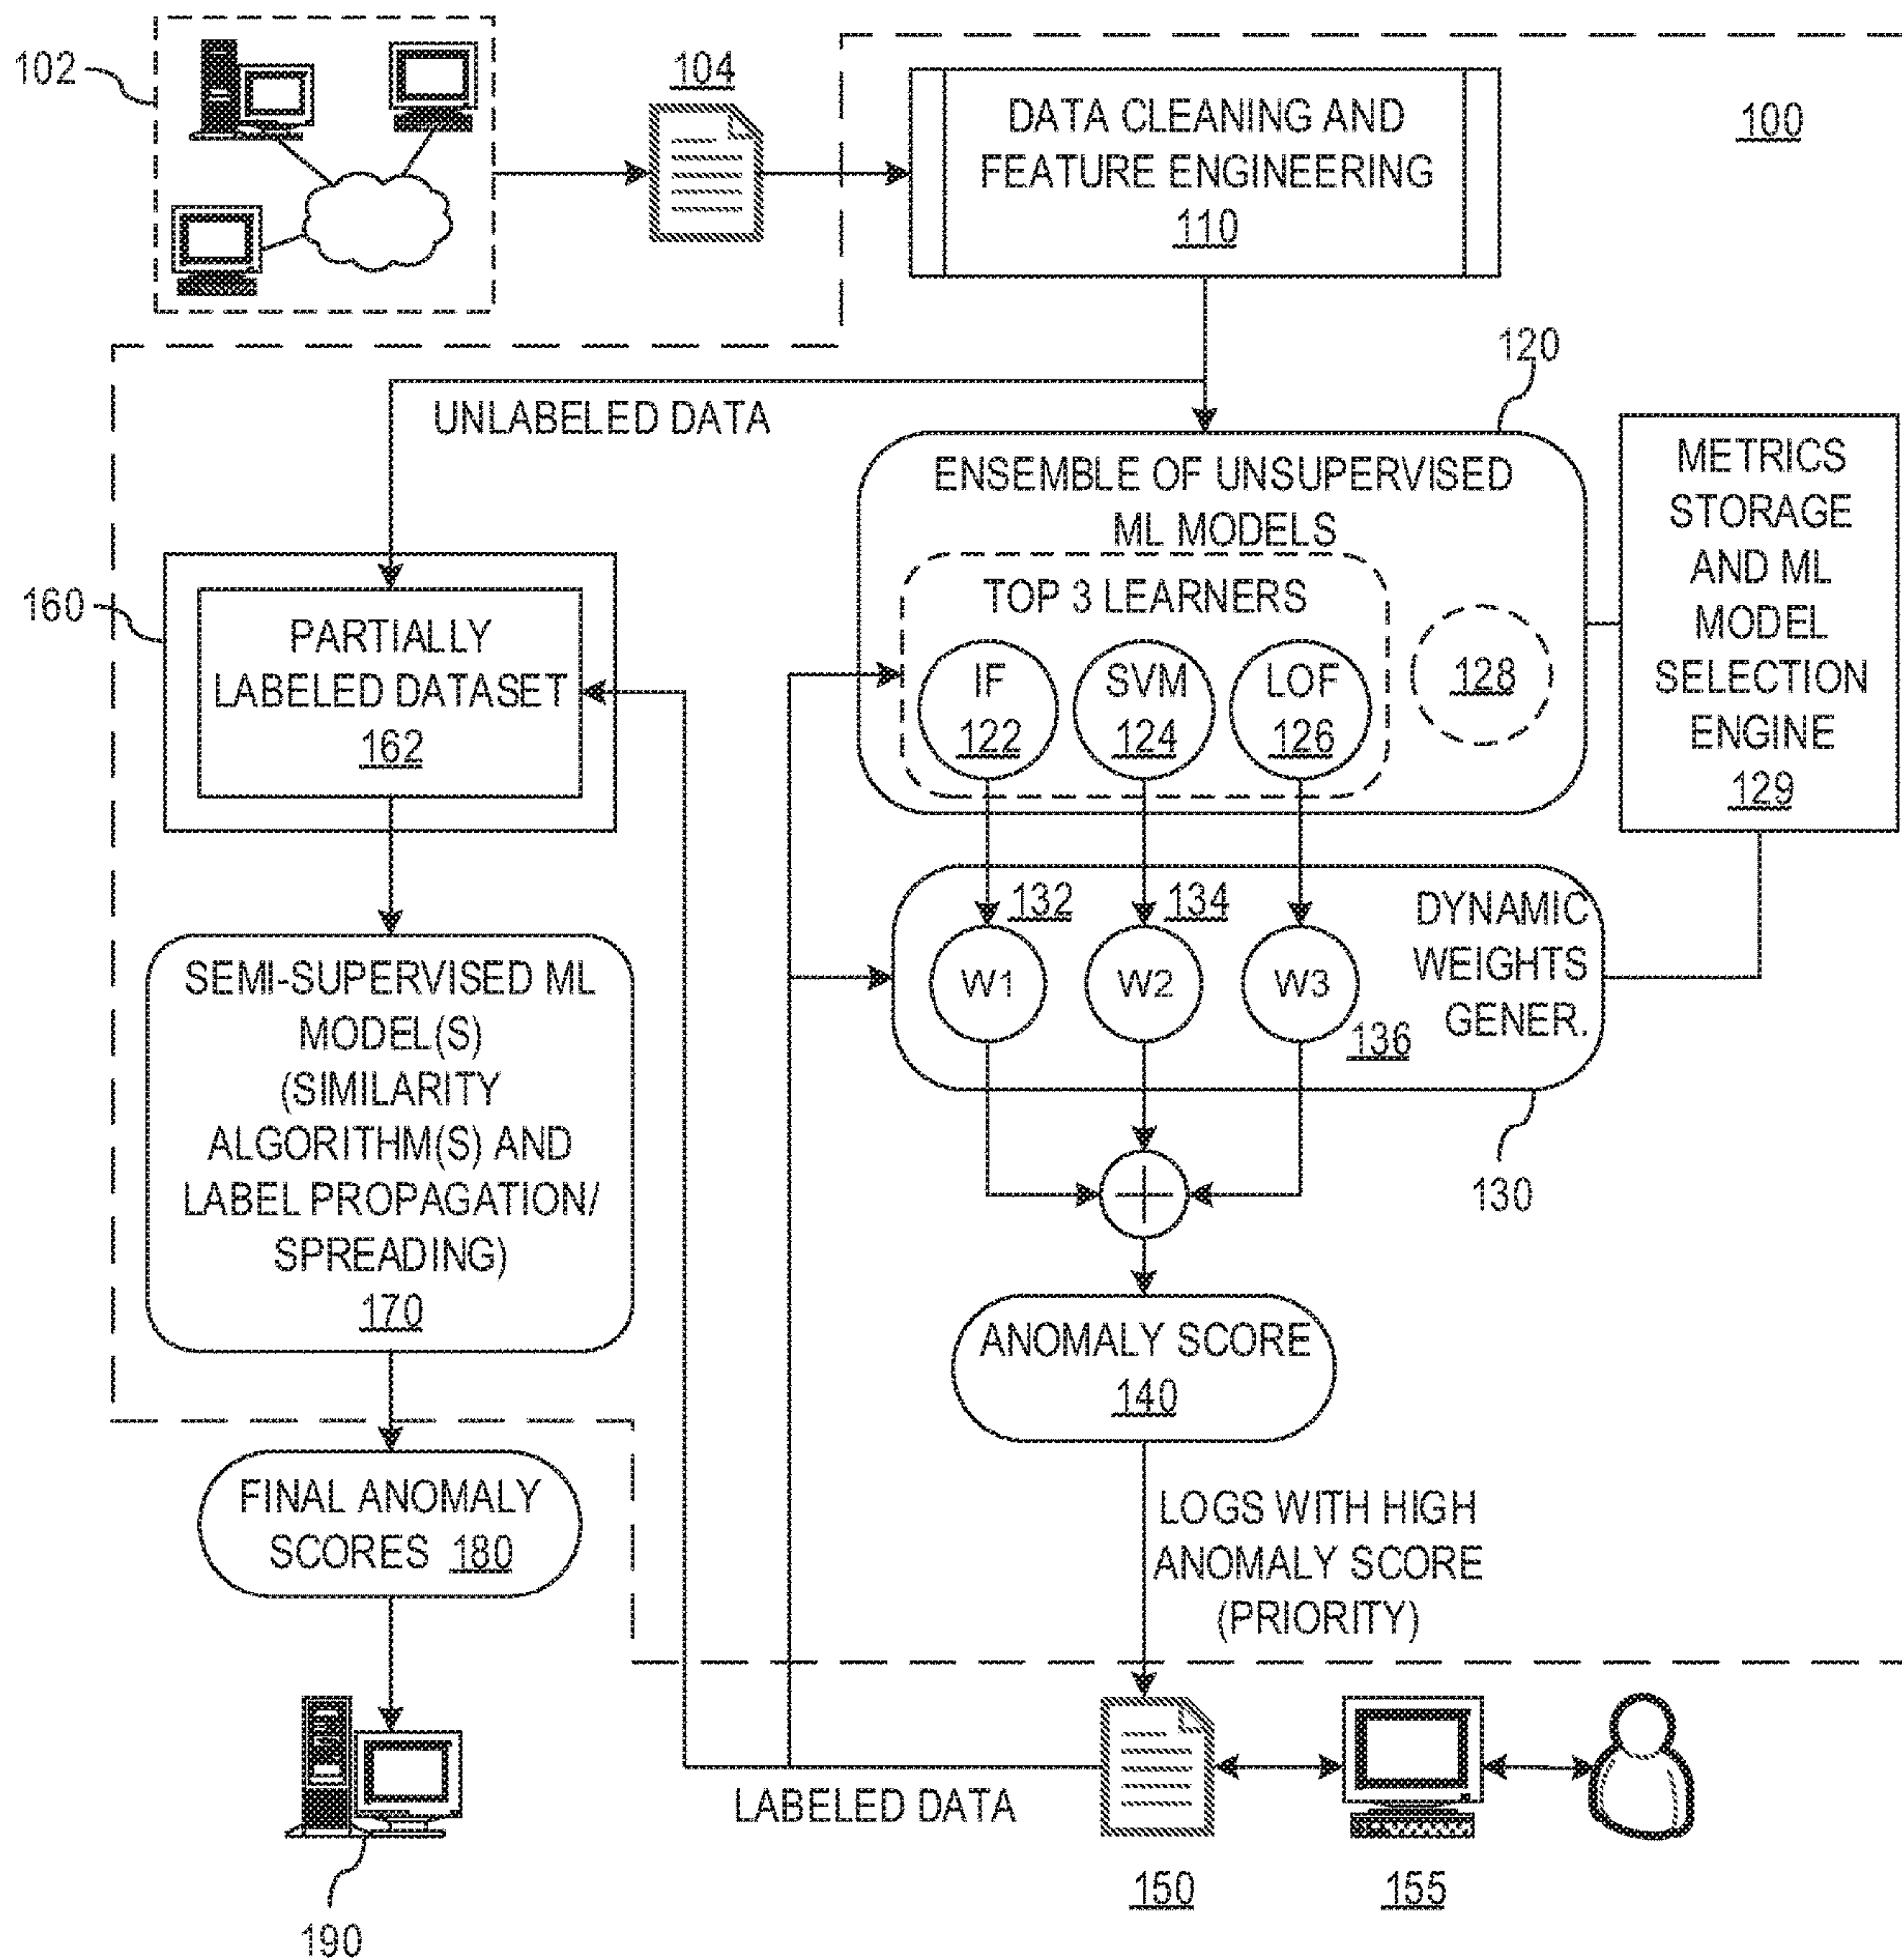 102
104
100
DATA CLEANING AND
FEATURE ENGINEERING
110
120
UNLABELED DATA
ENSEMBLE OF UNSUPERVISED
ML MODELS
TOP 3 LEARNERS
IF
122
SVM
124
LOF
126
128
METRICS
STORAGE
AND ML
MODEL
SELECTION
ENGINE
129
160
PARTIALLY
LABELED DATASET
162
132
134
136
W1
W2
W3
DYNAMIC
WEIGHTS
GENER.
130
SEMI-SUPERVISED ML
MODEL(S)
(SIMILARITY
ALGORITHM(S) AND
LABEL PROPAGATION/
SPREADING)
170
ANOMALY SCORE
140
FINAL ANOMALY
SCORES 180
LOGS WITH HIGH
ANOMALY SCORE
(PRIORITY)
LABELED DATA
150
155
190